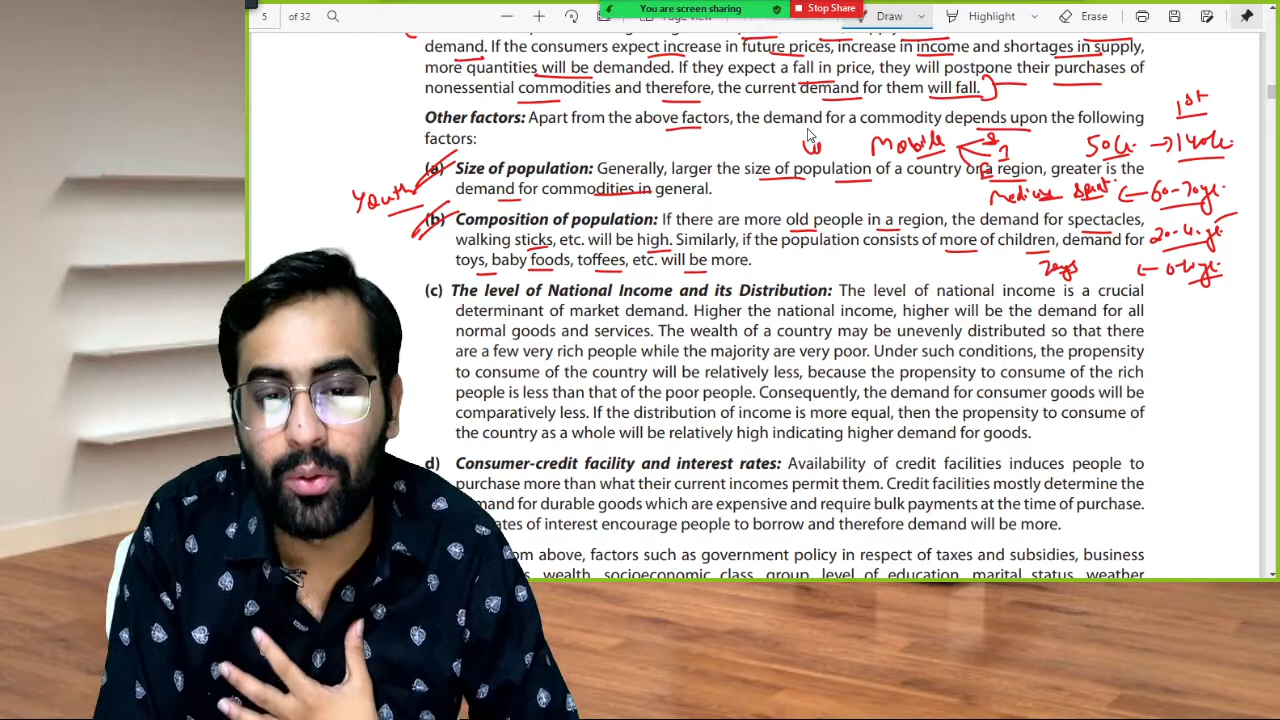 You are screen sharing Stop Share
5 of 32 Page view Draw Highlight Erase
demand. If the consumers expect increase in future prices, increase in income and shortages in supply,
more quantities will be demanded. If they expect a fall in price, they will postpone their purchases of
nonessential commodities and therefore, the current demand for them will fall.
1st
Other factors: Apart from the above factors, the demand for a commodity depends upon the following
factors:
Mobile
(a) Size of population: Generally, larger the size of population of a country or a region, greater is the
demand for commodities in general.
Youth
60-70yr
(b) Composition of population: If there are more old people in a region, the demand for spectacles,
walking sticks, etc. will be high. Similarly, if the population consists of more of children, demand for
toys, baby foods, toffees, etc. will be more.
Toys
(c) The level of National Income and its Distribution: The level of national income is a crucial
determinant of market demand. Higher the national income, higher will be the demand for all
normal goods and services. The wealth of a country may be unevenly distributed so that there
are a few very rich people while the majority are very poor. Under such conditions, the propensity
to consume of the country will be relatively less, because the propensity to consume of the rich
people is less than that of the poor people. Consequently, the demand for consumer goods will be
comparatively less. If the distribution of income is more equal, then the propensity to consume of
the country as a whole will be relatively high indicating higher demand for goods.
d) Consumer-credit facility and interest rates: Availability of credit facilities induces people to
purchase more than what their current incomes permit them. Credit facilities mostly determine the
mand for durable goods which are expensive and require bulk payments at the time of purchase.
ates of interest encourage people to borrow and therefore demand will be more.
om above, factors such as government policy in respect of taxes and subsidies, business
wealth, socioeconomic class, group, level of education, marital status, weather